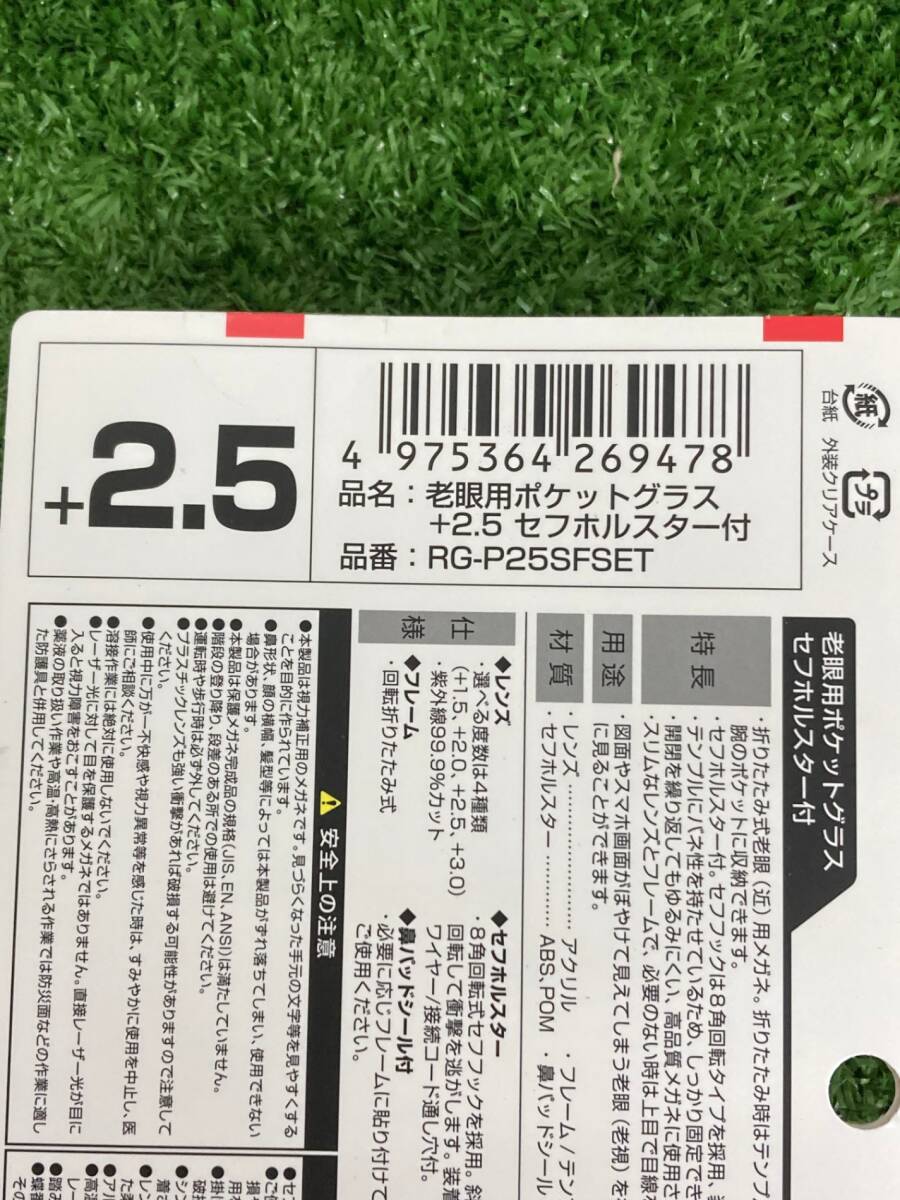 +2.5
4 975364 269478
品名：老眼用ポケットグラス
+2.5 セフホルスター付
品番：RG-P25SFSET
紙
台紙
プラ
外装クリアケース
老眼用ポケットグラス
セフホルスター付
特長
・折りたたみ式老眼（近）用メガネ。折りたたみ時はテンプル
腕のポケットに収納できます。
・セフホルスター付。セフフックは8角回転タイプを採用、
・テンプルにバネ性を持たせているため、しっかり固定でき
開閉を繰り返してもゆるみにくい、高品質メガネに使用さ
・スリムなレンズとフレームで、必要のない時は上目で目線を
用途
・図面やスマホ画面がぼやけて見えてしまう老眼（老視）を
に見ることができます。
材質
・レンズ………………アクリル
・セフホルスター…………ABS、POM
・フレーム/テン
・鼻パッドシール
仕様
◆レンズ
・選べる度数は4種類
（+1.5、+2.0、+2.5、+3.0）
・紫外線99.9%カット
◆フレーム
・回転折りたたみ式
◆セフホルスター
・8角回転式セフフックを採用。斜
回転して衝撃を逃がします。装着
ワイヤー/接続コード通し穴付。
◆鼻パッドシール付
・必要に応じフレームに貼り付けて
ご使用ください。
安全上の注意
●本製品は視力補正用のメガネです。見づらくなった手元の文字等を見やすくする
ことを目的に作られています。
●鼻形状、顔の横幅、髪型等によっては本製品がずれ落ちてしまい、使用できない
場合があります。
●本製品は保護メガネ完成品の規格（JIS、EN、ANSI）は満たしていません。
●階段の登り降り、段差のある所での使用は避けてください。
●運転時や歩行時は必ず外してください。
●プラスチックレンズも強い衝撃があれば破損する可能性がありますので注意して
ください。
●使用中に万が一不快感や視力異常等を感じた時は、すみやかに使用を中止し、医
師にご相談ください。
●溶接作業には絶対に使用しないでください。
●レーザー光に対して目を保護するメガネではありません。直接レーザー光が目に
入ると視力障害をおこすことがあります。
●薬液の取り扱い作業や高温・高熱にさらされる作業では防災面などの作業に適し
た防護具と併用してください。